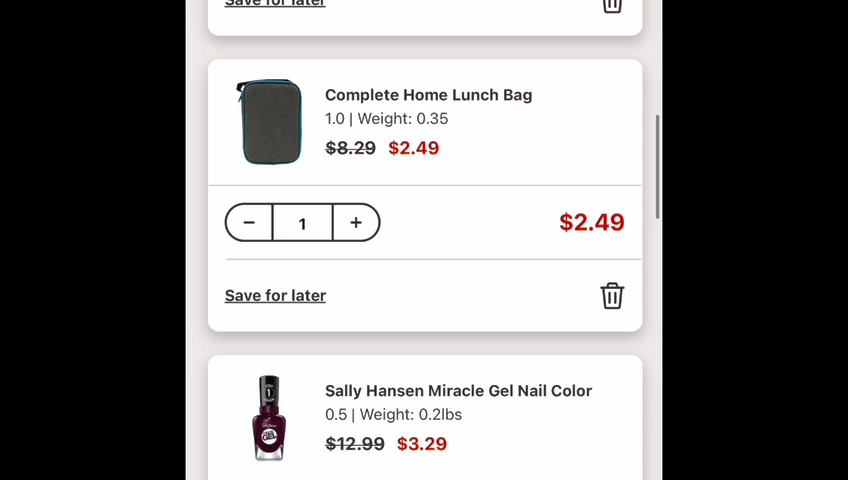 Save for later
Complete Home Lunch Bag
1.0 | Weight: 0.35
$8.29 $2.49
− 1 + $2.49
Save for later
Sally Hansen Miracle Gel Nail Color
0.5 | Weight: 0.2lbs
$12.99 $3.29